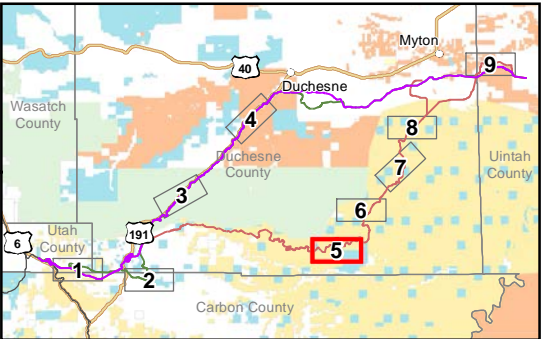 Myton
9
40
Duchesne
Wasatch
County
4
8
Duchesne
County
Uintah
County
7
3
6
191
Utah
County
6
5
1
2
Carbon County